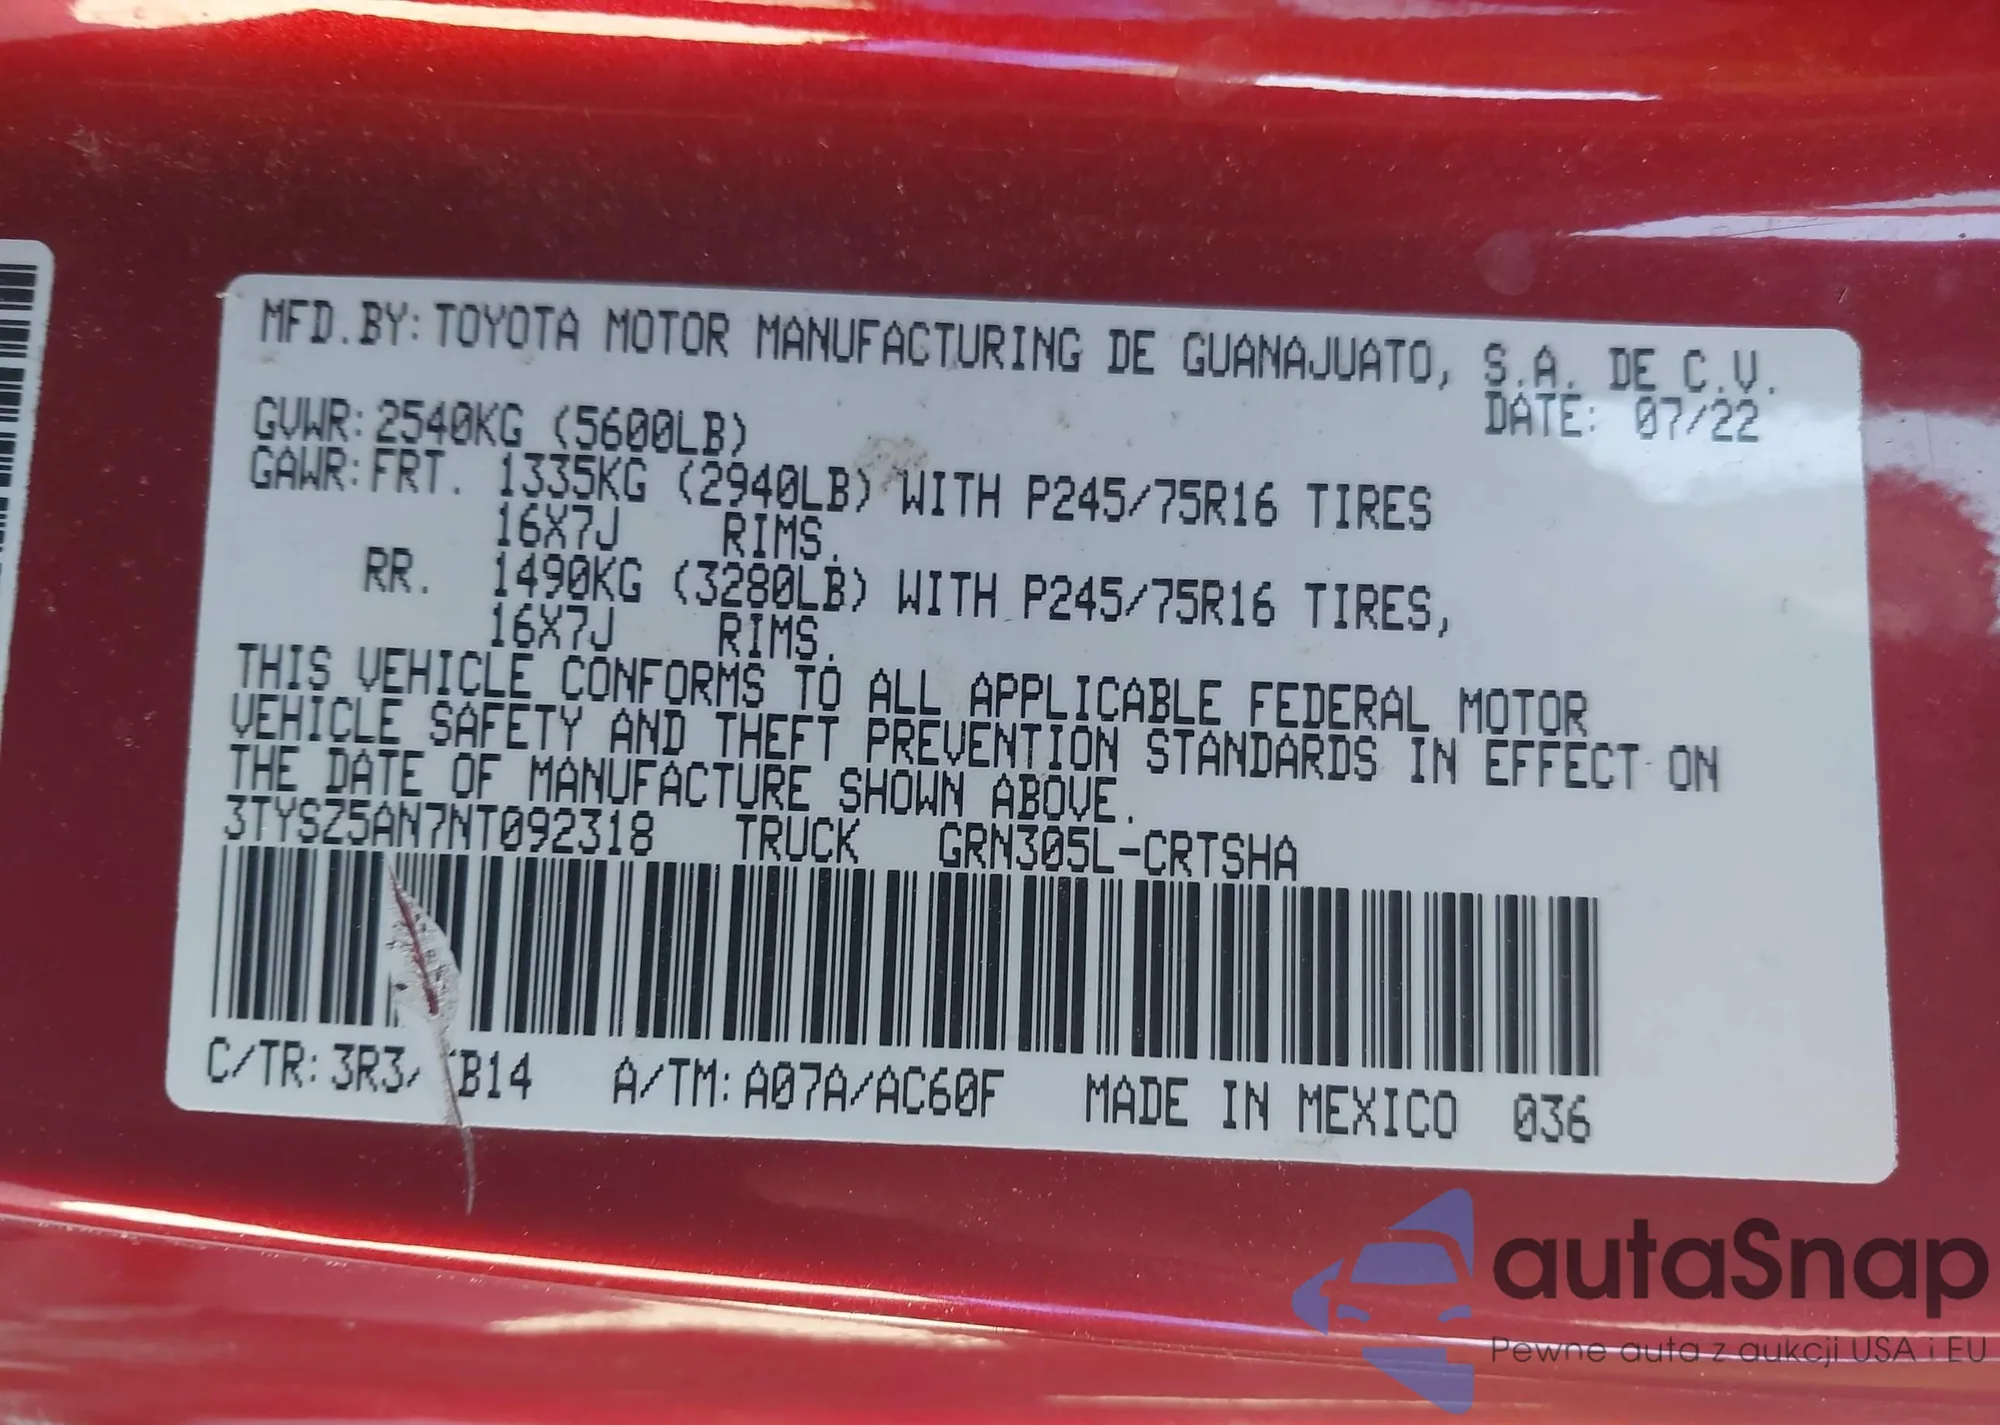 MFD.BY: TOYOTA MOTOR MANUFACTURING DE GUANAJUATO, S.A. DE C.V.
DATE: 07/22
GVWR: 2540KG (5600LB)
GAWR: FRT. 1335KG (2940LB) WITH P245/75R16 TIRES
16X7J RIMS.
RR. 1490KG (3280LB) WITH P245/75R16 TIRES,
16X7J RIMS.
THIS VEHICLE CONFORMS TO ALL APPLICABLE FEDERAL MOTOR
VEHICLE SAFETY AND THEFT PREVENTION STANDARDS IN EFFECT ON
THE DATE OF MANUFACTURE SHOWN ABOVE.
3TYSZ5AN7NT092318 TRUCK GRN305L-CRTSHA
C/TR: 3R3/ B14 A/TM: A07A/AC60F MADE IN MEXICO 036
autaSnap
Pewne auta z aukcji USA i EU